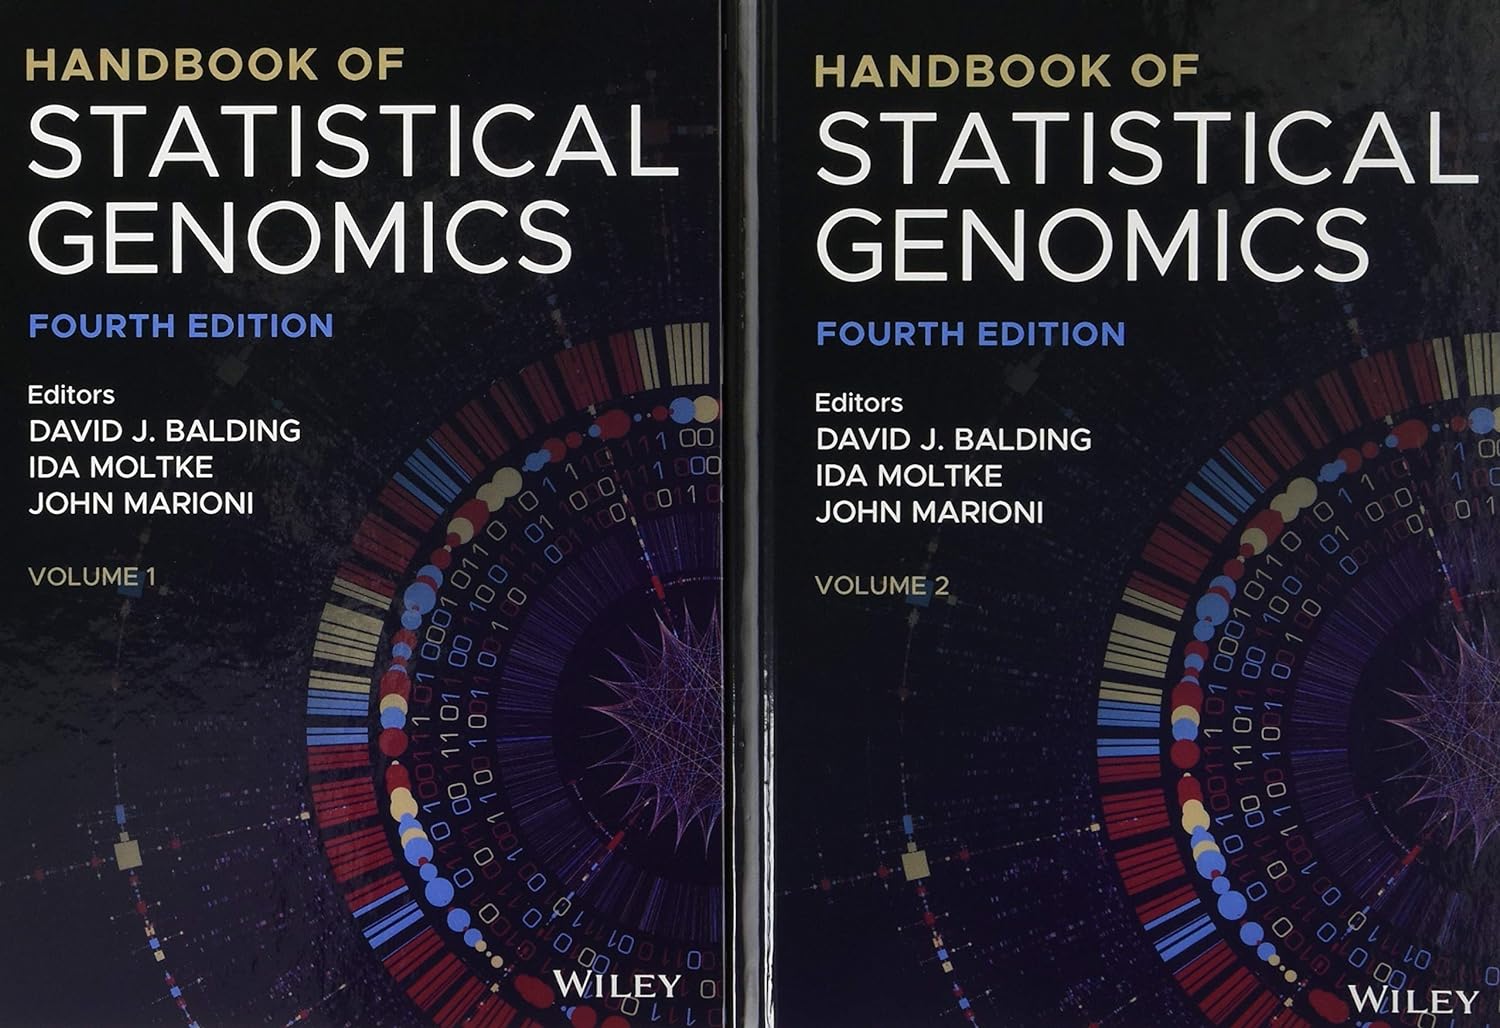 HANDBOOK OF
STATISTICAL
GENOMICS
FOURTH EDITION
Editors
DAVID J. BALDING
IDA MOLTKE
JOHN MARIONI
VOLUME 1
WILEY
HANDBOOK OF
STATISTICAL
GENOMICS
FOURTH EDITION
Editors
DAVID J. BALDING
IDA MOLTKE
JOHN MARIONI
VOLUME 2
WILEY